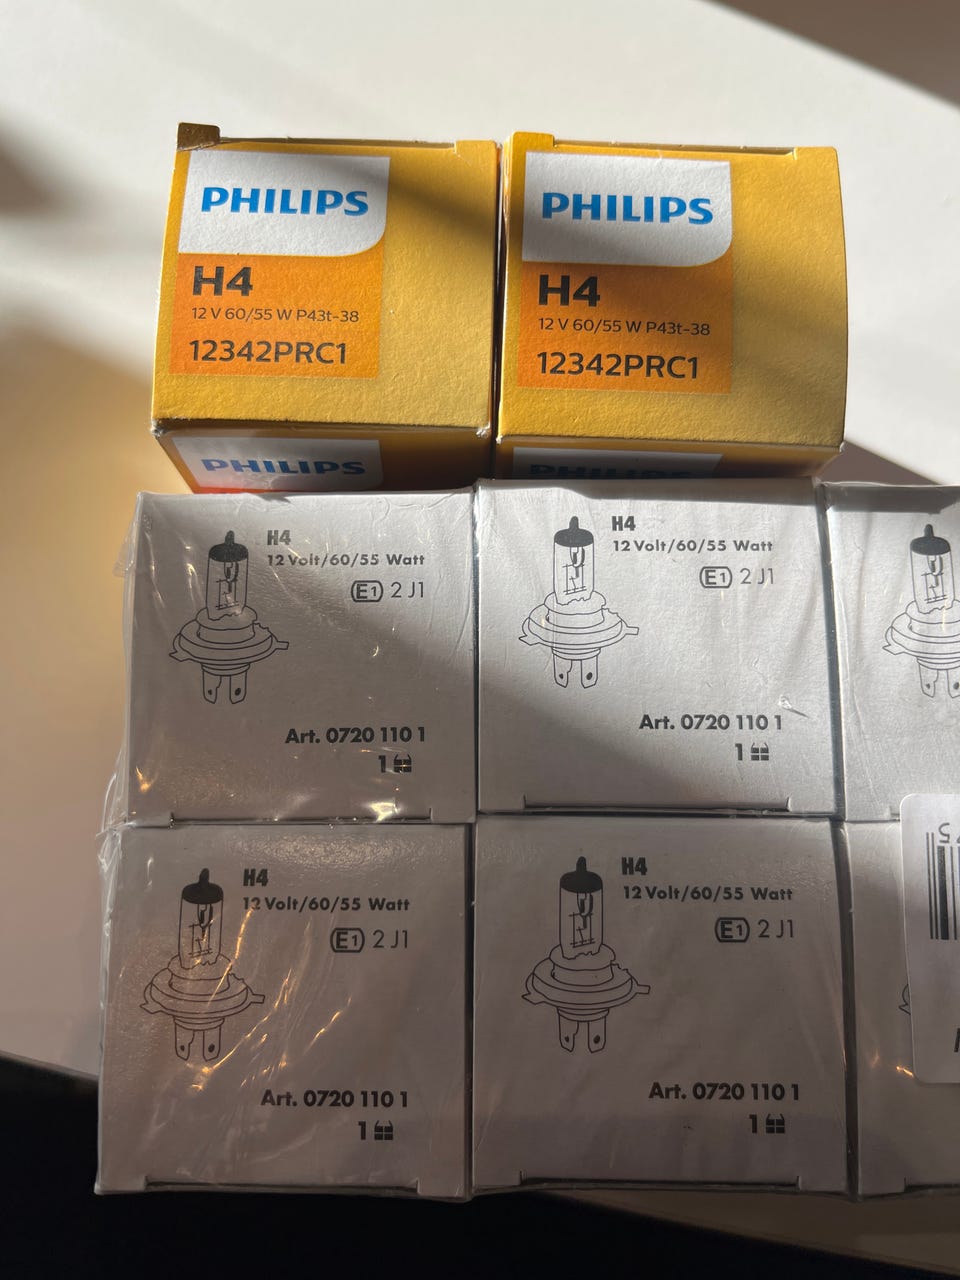 PHILIPS
H4
12 V 60/55 W P43t-38
12342PRC1
PHILIPS
PHILIPS
H4
12 V 60/55 W P43t-38
12342PRC1
PHILIPS
H4
12 Volt/60/55 Watt
E1 2 J1
Art. 0720 110 1
1
H4
12 Volt/60/55 Watt
E1 2 J1
Art. 0720 110 1
1
H4
12 Volt/60/55 Watt
E1 2 J1
Art. 0720 110 1
1
H4
12 Volt/60/55 Watt
E1 2 J1
Art. 0720 110 1
1